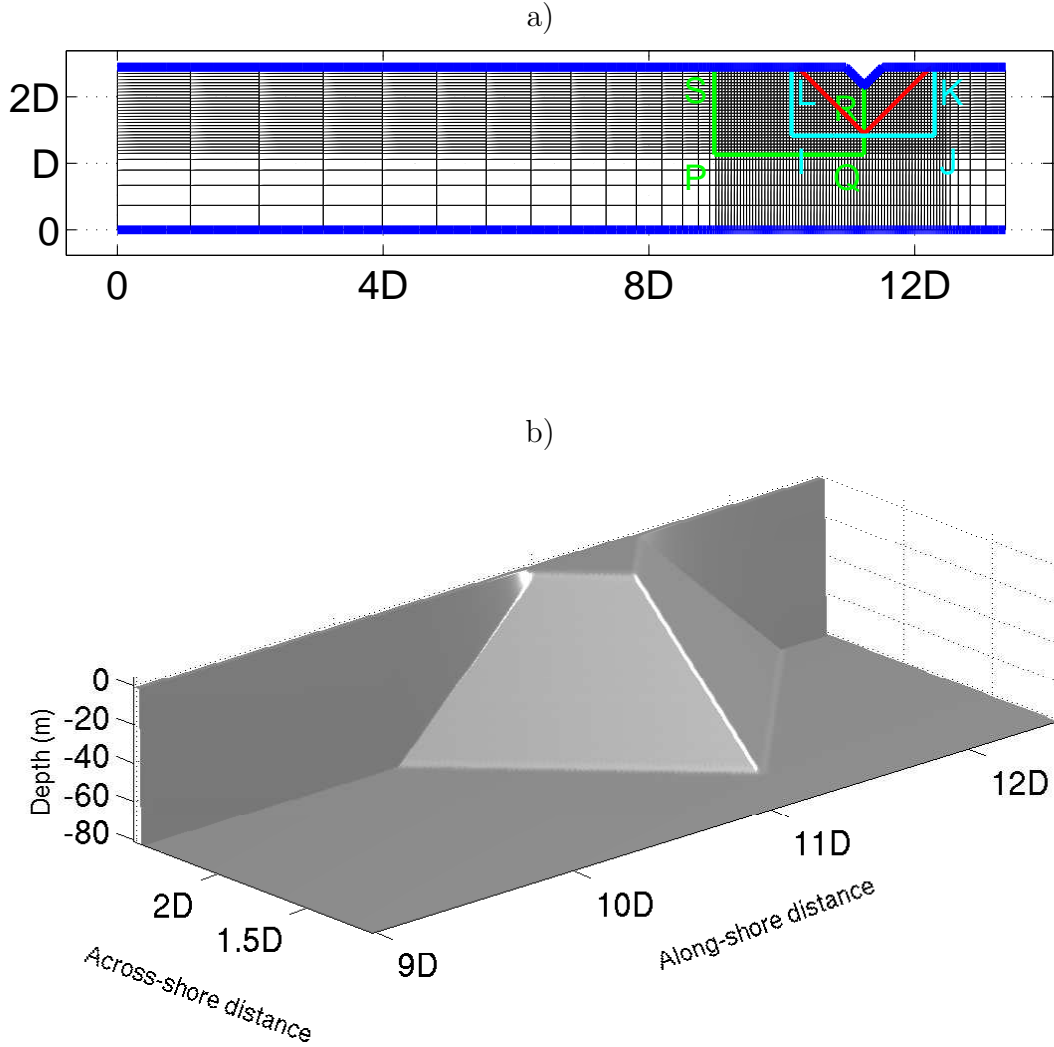 a)
2D
D
0
S
L
R
K
P
I
Q
J
0
4D
8D
12D
b)
0
-20
-40
-60
-80
Depth (m)
2D
1.5D
Across-shore distance
9D
10D
11D
12D
Along-shore distance